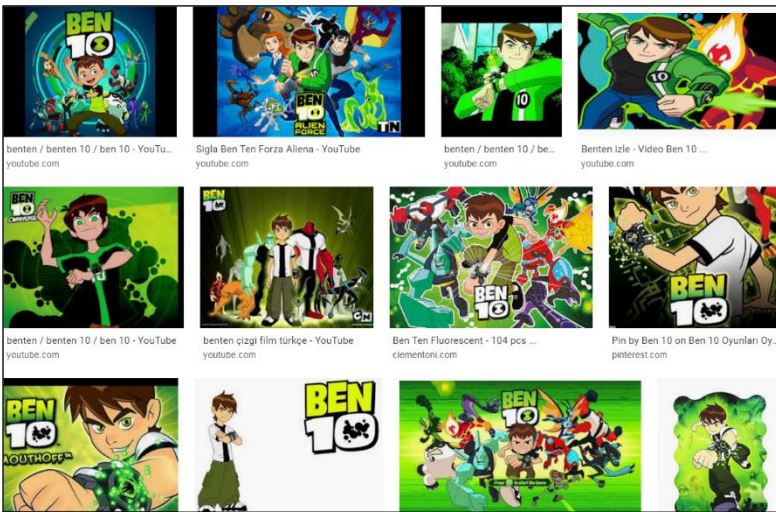 BEN
10
BEN
10
ALIEN
FORCE
TN
10
10
benten / benten 10 / ben 10 - YouTu...
youtube.com
Sigla Ben Ten Forza Aliena - YouTube
youtube.com
benten / benten 10 / be...
youtube.com
Benten izle - Video Ben 10 ...
youtube.com
BEN
10
OMNIVERSE
BEN
10
CN
BEN
10
BEN
10
benten / benten 10 / ben 10 - YouTube
youtube.com
benten çizgi film türkçe - YouTube
youtube.com
Ben Ten Fluorescent - 104 pcs ...
clementoni.com
Pin by Ben 10 on Ben 10 Oyunları Oy...
pinterest.com
BEN
10
MOUTHOFF™
BEN
10
BEN
10